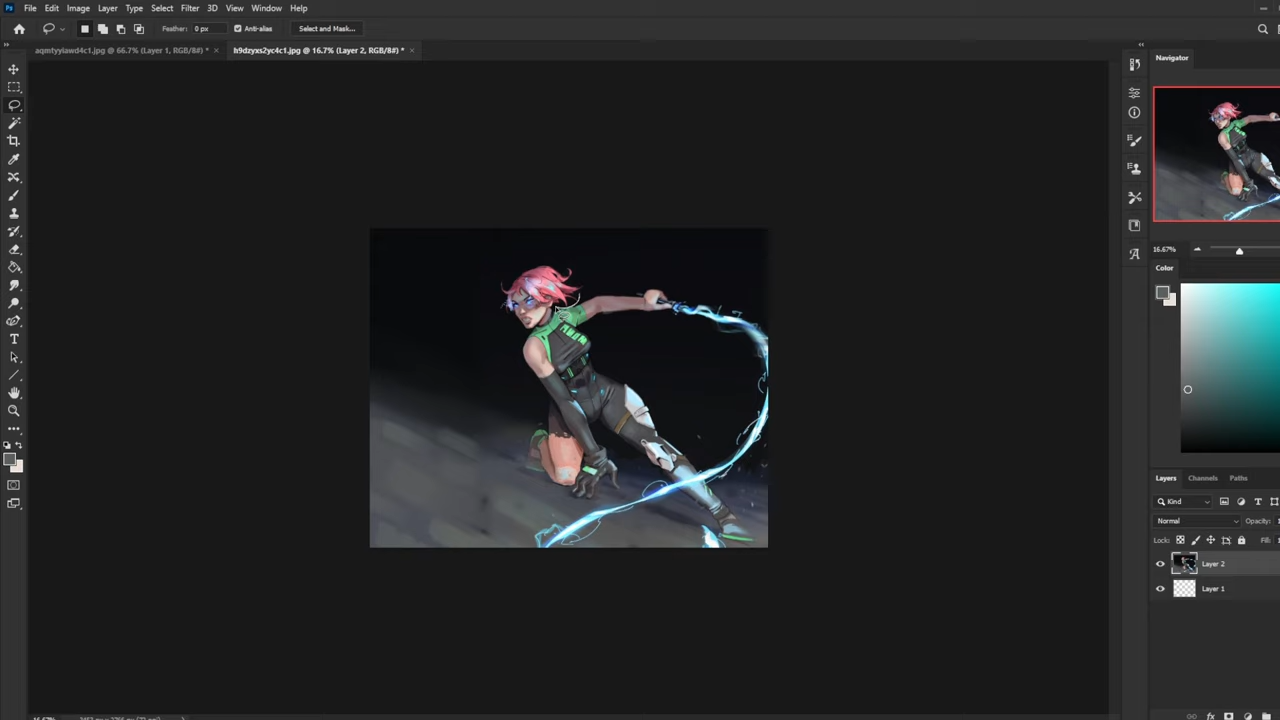 Ps File Edit Image Layer Type Select Filter 3D View Window Help
Feather: 0 px Anti-alias Select and Mask...
aqmtyyiawd4c1.jpg @ 66.7% (Layer 1, RGB/8#) * × h9dzyxs2yc4c1.jpg @ 16.7% (Layer 2, RGB/8#) * ×
Navigator
16.67%
Color
Layers Channels Paths
Kind
Normal Opacity:
Lock: Fill:
Layer 2
Layer 1